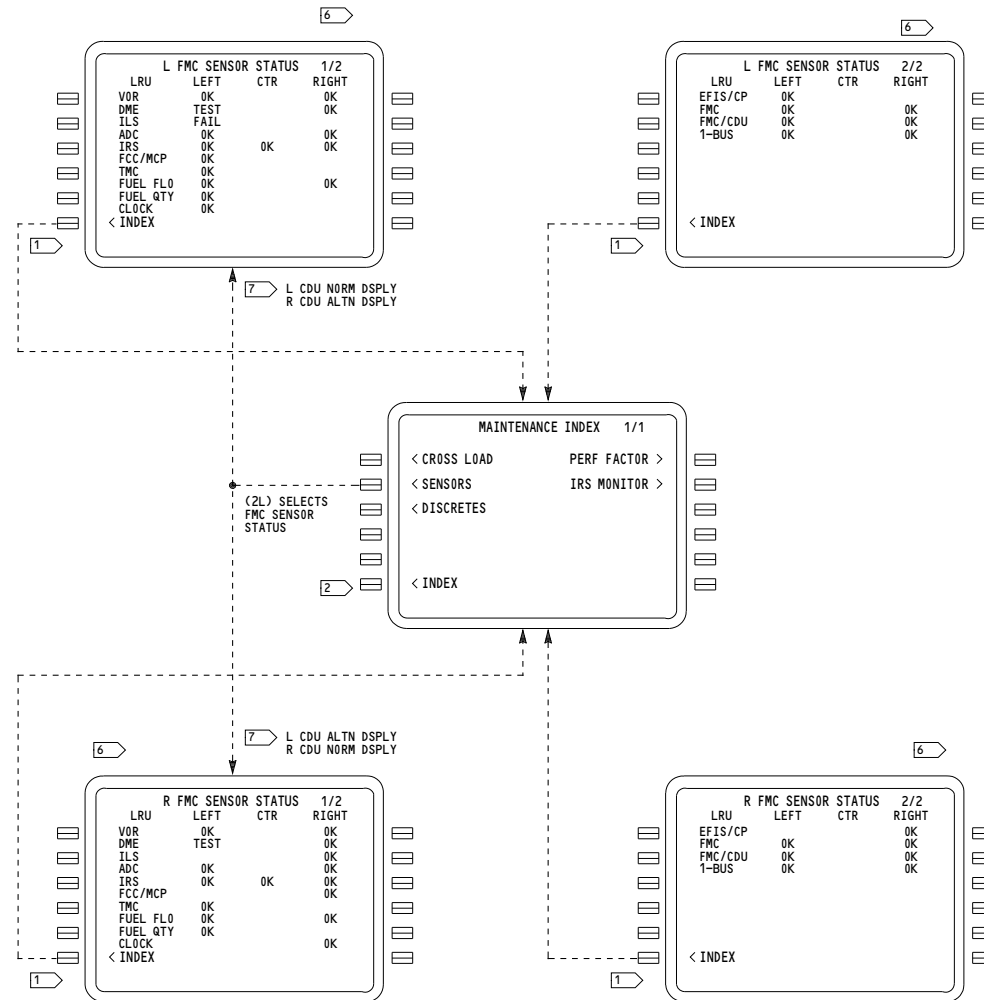 6
L FMC SENSOR STATUS 1/2
LRU LEFT CTR RIGHT
VOR OK OK
DME TEST OK
ILS FAIL
ADC OK OK
IRS OK OK OK
FCC/MCP OK
TMC OK
FUEL FLO OK OK
FUEL QTY OK
CLOCK OK
< INDEX
1
6
L FMC SENSOR STATUS 2/2
LRU LEFT CTR RIGHT
EFIS/CP OK
FMC OK OK
FMC/CDU OK OK
1-BUS OK OK
< INDEX
1
7 L CDU NORM DSPLY
R CDU ALTN DSPLY
MAINTENANCE INDEX 1/1
< CROSS LOAD PERF FACTOR >
< SENSORS IRS MONITOR >
< DISCRETES
< INDEX
2
(2L) SELECTS
FMC SENSOR
STATUS
7 L CDU ALTN DSPLY
R CDU NORM DSPLY
6
R FMC SENSOR STATUS 1/2
LRU LEFT CTR RIGHT
VOR OK OK
DME TEST OK
ILS OK
ADC OK OK
IRS OK OK OK
FCC/MCP OK
TMC OK
FUEL FLO OK OK
FUEL QTY OK
CLOCK OK
< INDEX
1
6
R FMC SENSOR STATUS 2/2
LRU LEFT CTR RIGHT
EFIS/CP OK
FMC OK OK
FMC/CDU OK OK
1-BUS OK OK
< INDEX
1